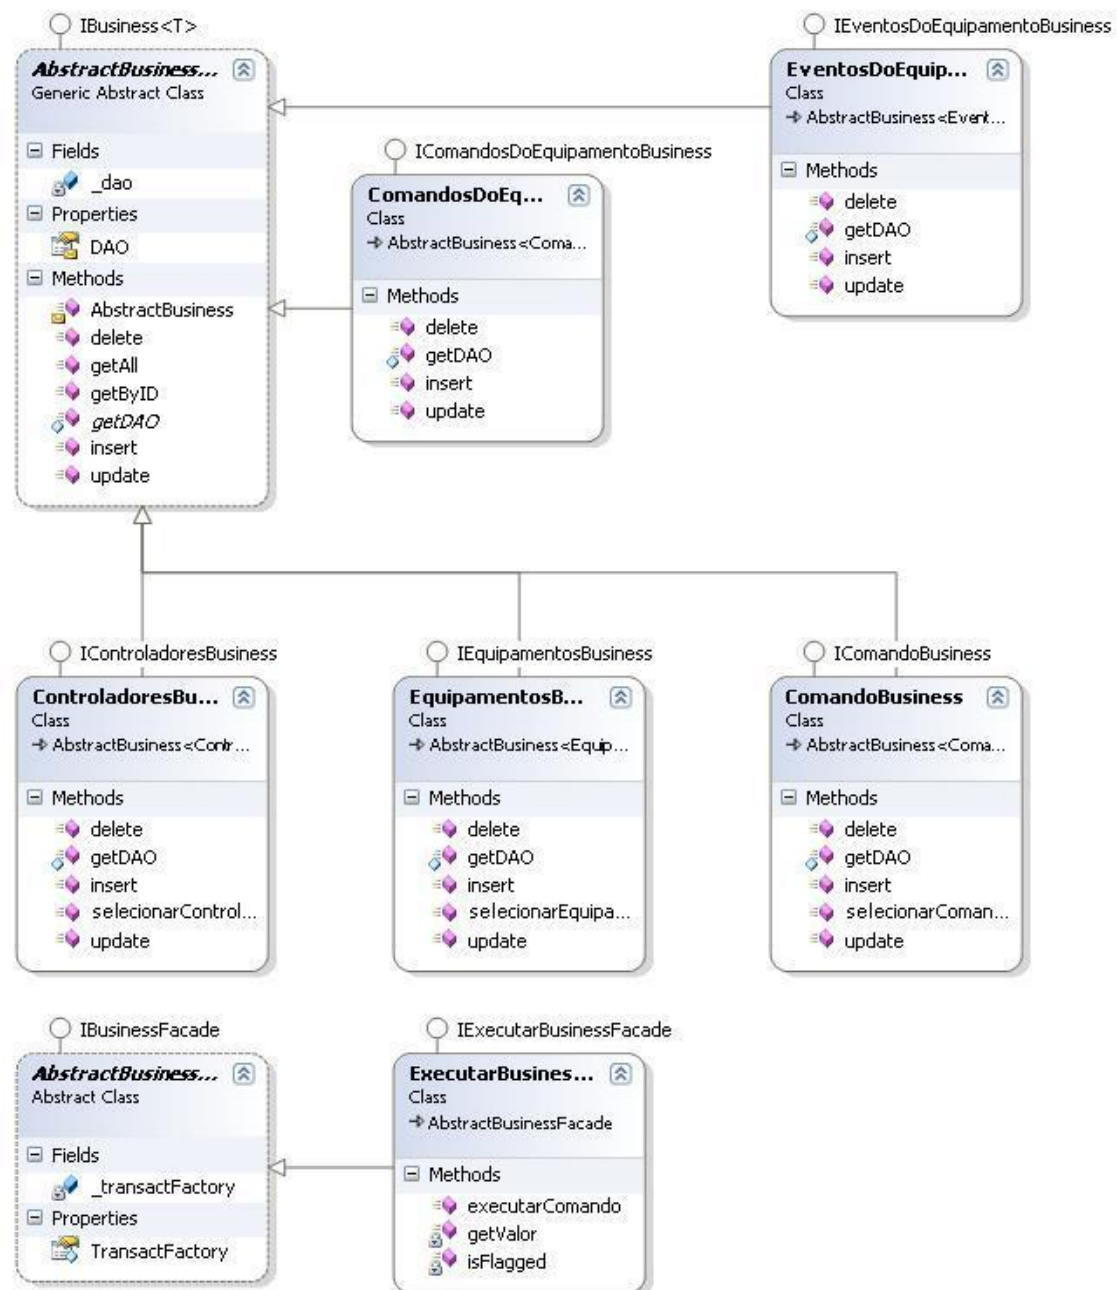 IBusiness<T>
AbstractBusiness...
Generic Abstract Class
Fields
_dao
Properties
DAO
Methods
AbstractBusiness
delete
getAll
getByID
getDAO
insert
update
IComandosDoEquipamentoBusiness
ComandosDoEq...
Class
AbstractBusiness<Coma...
Methods
delete
getDAO
insert
update
IEventosDoEquipamentoBusiness
EventosDoEquip...
Class
AbstractBusiness<Event...
Methods
delete
getDAO
insert
update
IControladoresBusiness
ControladoresBu...
Class
AbstractBusiness<Contr...
Methods
delete
getDAO
insert
selecionarControl...
update
IEquipamentosBusiness
EquipamentosB...
Class
AbstractBusiness<Equip...
Methods
delete
getDAO
insert
selecionarEquipa...
update
IComandoBusiness
ComandoBusiness
Class
AbstractBusiness<Coma...
Methods
delete
getDAO
insert
selecionarComan...
update
IBusinessFacade
AbstractBusiness...
Abstract Class
Fields
_transactFactory
Properties
TransactFactory
IExecutarBusinessFacade
ExecutarBusines...
Class
AbstractBusinessFacade
Methods
executarComando
getValor
isFlagged